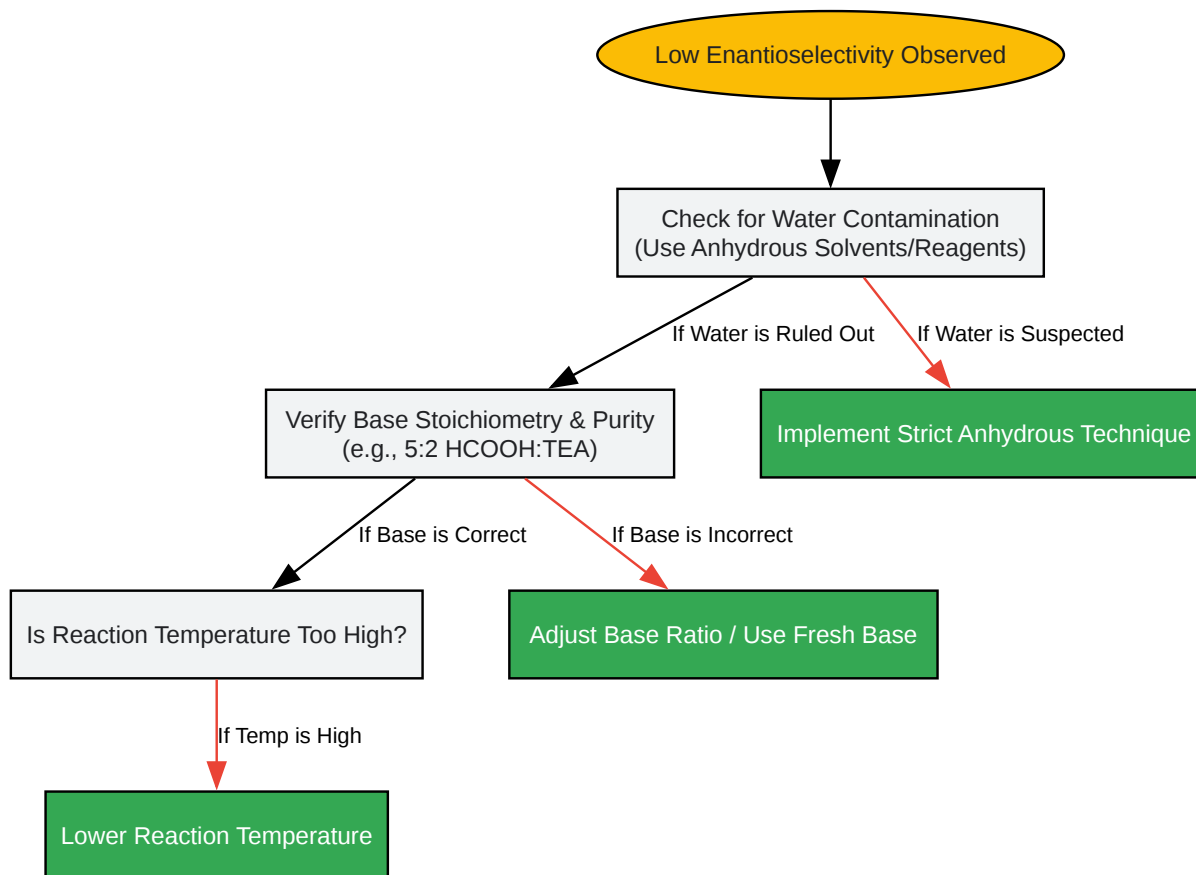 Low Enantioselectivity Observed
Check for Water Contamination
(Use Anhydrous Solvents/Reagents)
If Water is Ruled Out
If Water is Suspected
Verify Base Stoichiometry & Purity
(e.g., 5:2 HCOOH:TEA)
Implement Strict Anhydrous Technique
If Base is Correct
If Base is Incorrect
Is Reaction Temperature Too High?
Adjust Base Ratio / Use Fresh Base
If Temp is High
Lower Reaction Temperature